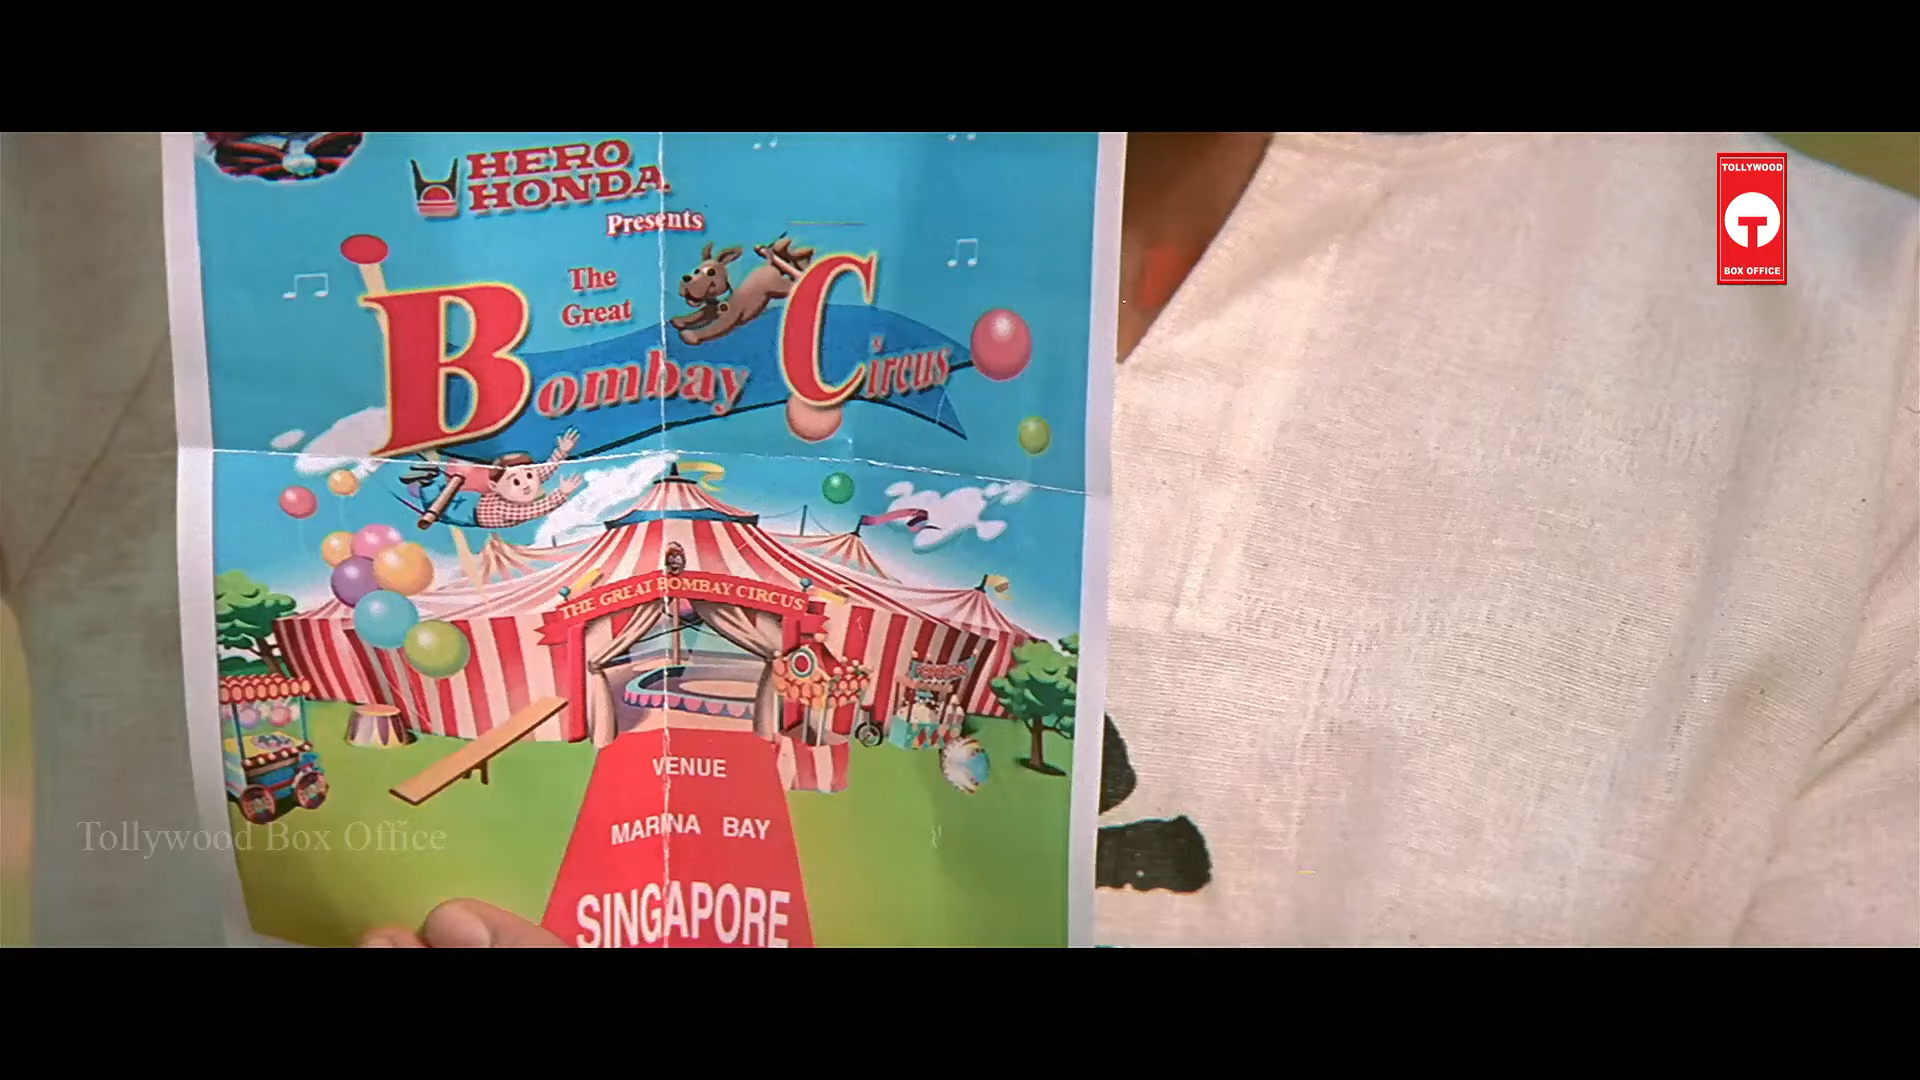 HERO
HONDA
Presents
The
Great
Bombay Circus
THE GREAT BOMBAY CIRCUS
VENUE
MARINA BAY
SINGAPORE
TOLLYWOOD
T
BOX OFFICE
Tollywood Box Office